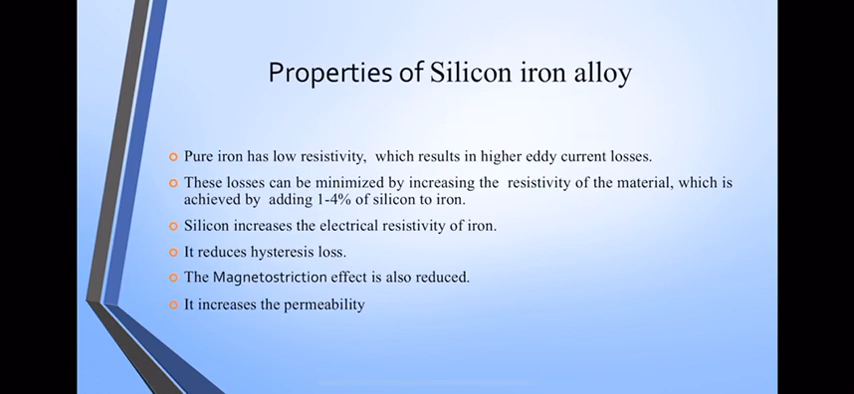 Properties of Silicon iron alloy
Pure iron has low resistivity, which results in higher eddy current losses.
These losses can be minimized by increasing the resistivity of the material, which is
achieved by adding 1-4% of silicon to iron.
Silicon increases the electrical resistivity of iron.
It reduces hysteresis loss.
The Magnetostriction effect is also reduced.
It increases the permeability